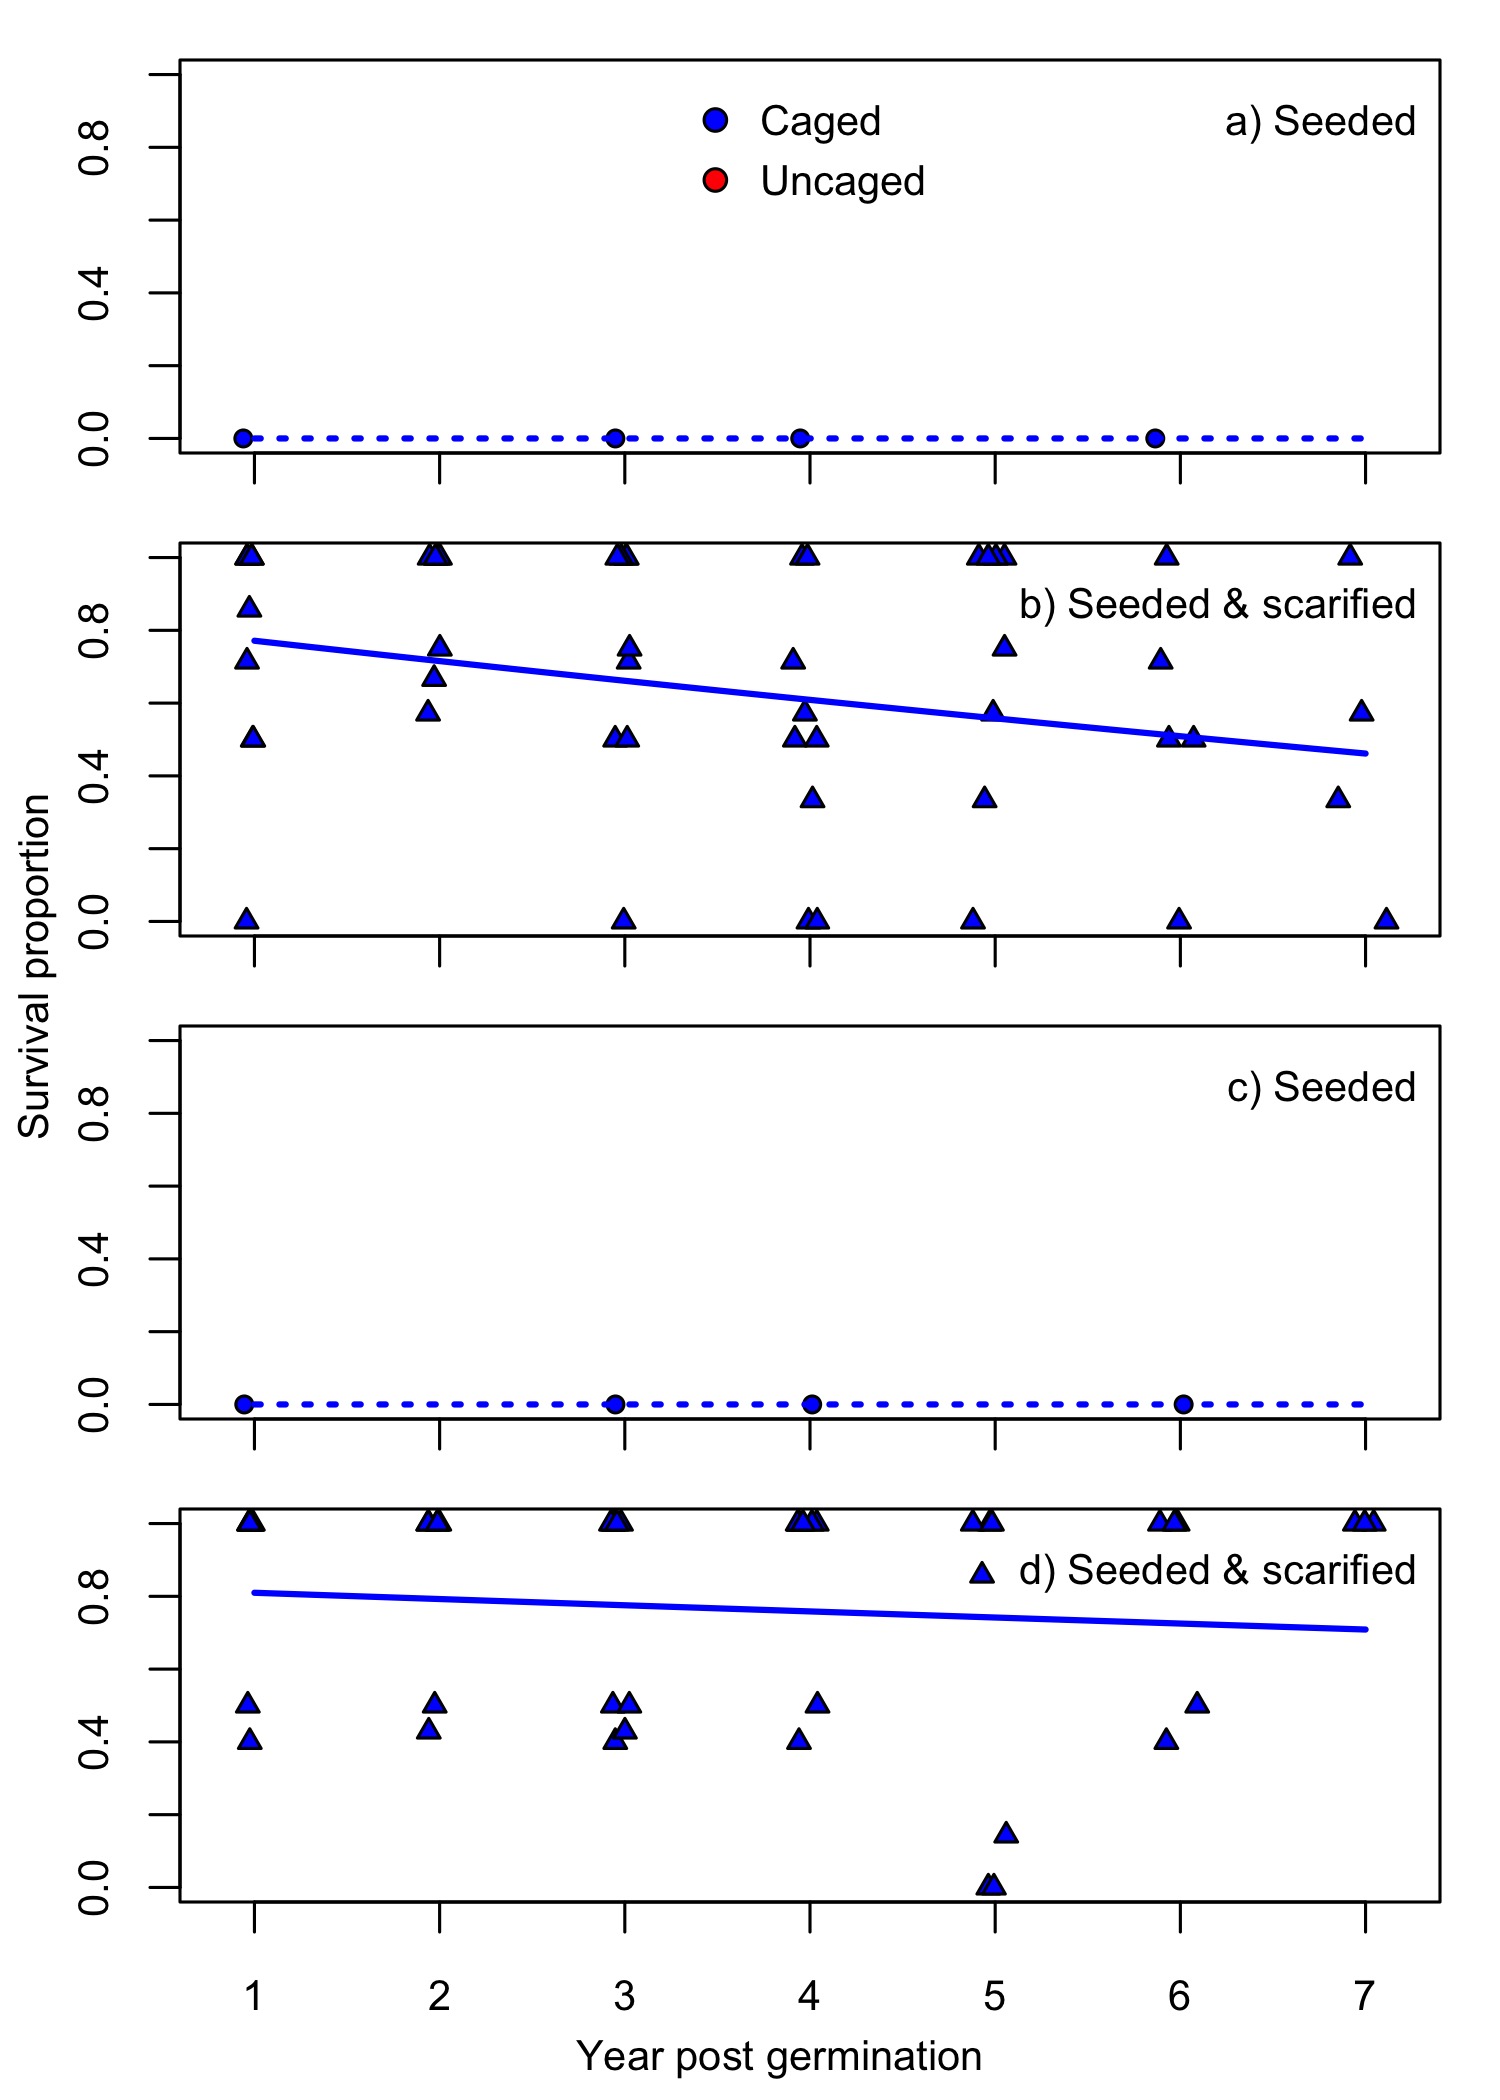 Caged
Uncaged
a) Seeded
0.8
0.4
0.0
b) Seeded & scarified
0.8
0.4
0.0
Survival proportion
c) Seeded
0.8
0.4
0.0
d) Seeded & scarified
0.8
0.4
0.0
1 2 3 4 5 6 7
Year post germination